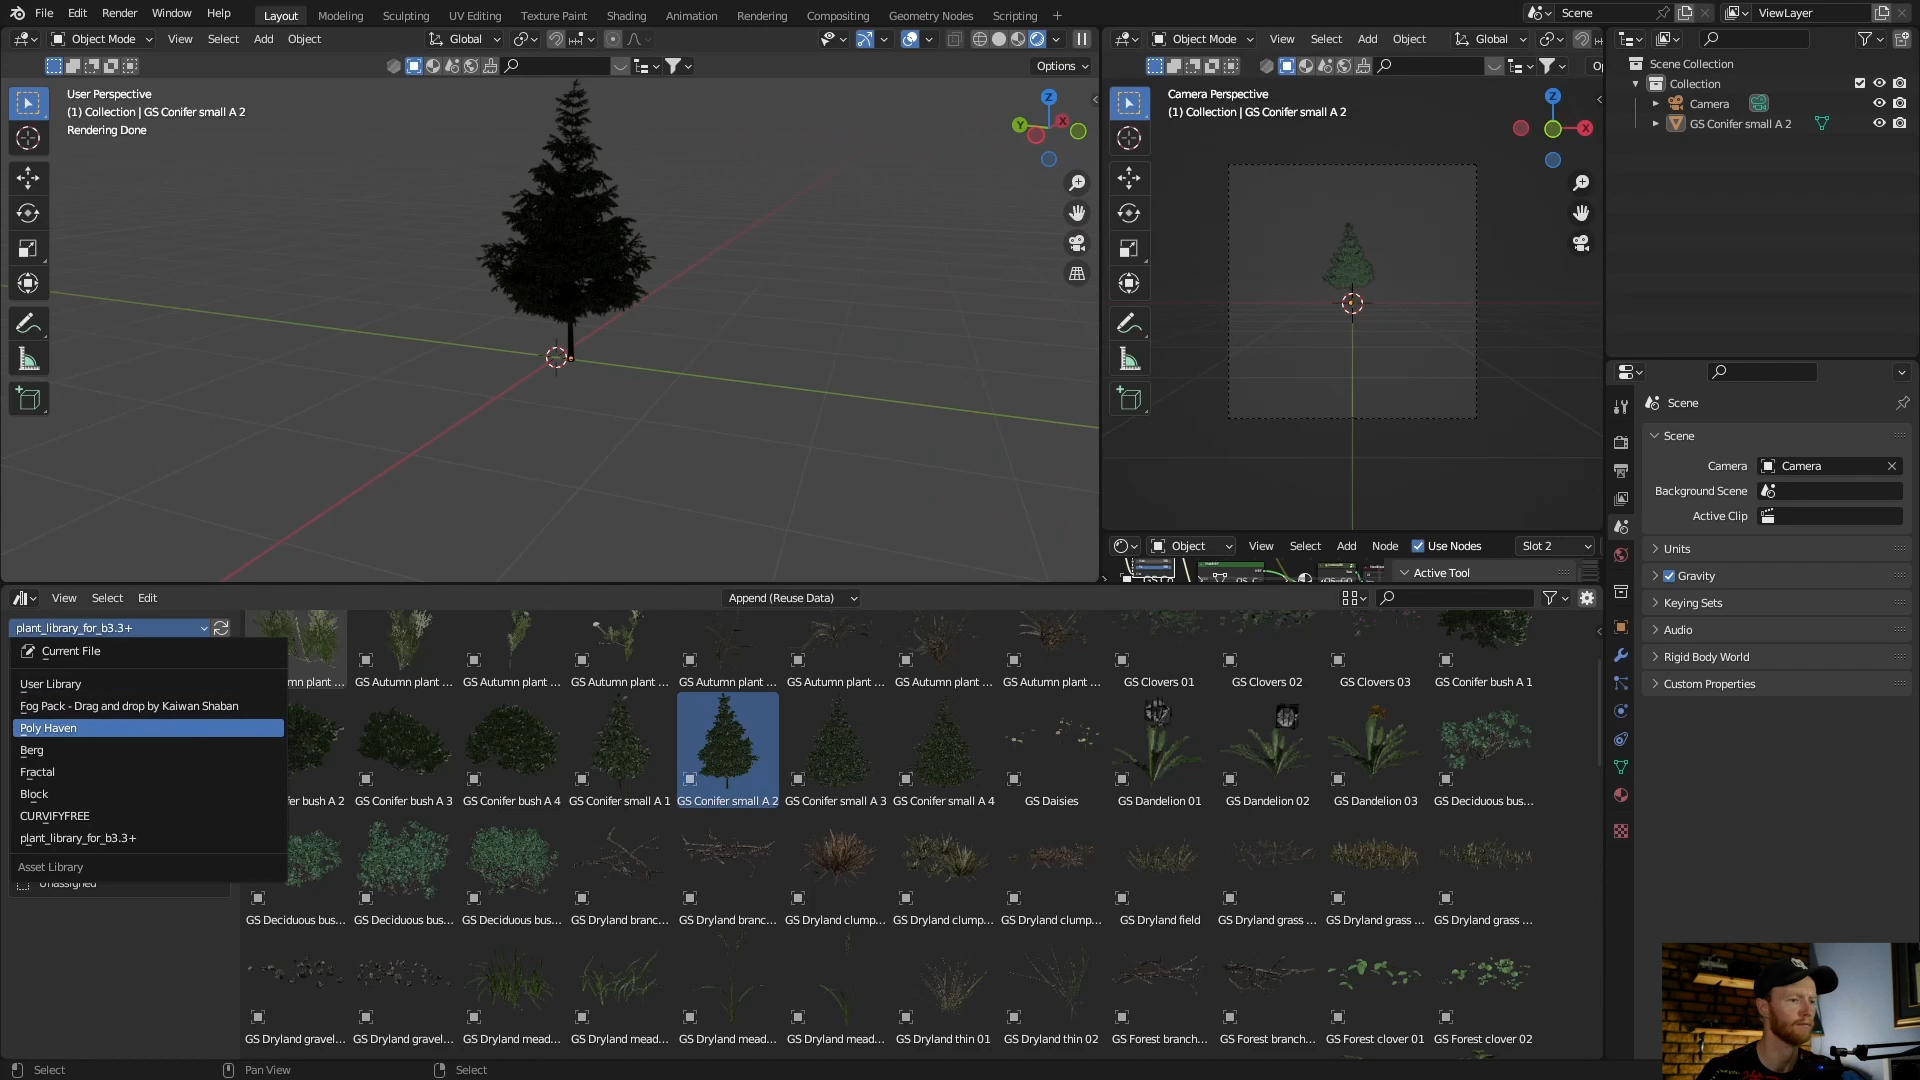 File Edit Render Window Help Layout Modeling Sculpting UV Editing Texture Paint Shading Animation Rendering Compositing Geometry Nodes Scripting Scene ViewLayer
Object Mode View Select Add Object Global
Object Mode View Select Add Object Global
Options
User Perspective
(1) Collection | GS Conifer small A 2
Rendering Done
Z
Y
X
Camera Perspective
(1) Collection | GS Conifer small A 2
Z
X
Scene Collection
Collection
Camera
GS Conifer small A 2
Scene
Scene
Camera Camera
Background Scene
Active Clip
Units
Gravity
Keying Sets
Audio
Rigid Body World
Custom Properties
Object View Select Add Node Use Nodes Slot 2
Active Tool
View Select Edit Append (Reuse Data)
plant_library_for_b3.3+
Current File
User Library
Fog Pack - Drag and drop by Kaiwan Shaban
Poly Haven
Berg
Fractal
Block
CURVIFYFREE
plant_library_for_b3.3+
Asset Library
Unassigned
n plant ... GS Autumn plant ... GS Autumn plant ... GS Autumn plant ... GS Autumn plant ... GS Autumn plant ... GS Autumn plant ... GS Autumn plant ... GS Clovers 01 GS Clovers 02 GS Clovers 03 GS Conifer bush A 1
fer bush A 2 GS Conifer bush A 3 GS Conifer bush A 4 GS Conifer small A 1 GS Conifer small A 2 GS Conifer small A 3 GS Conifer small A 4 GS Daisies GS Dandelion 01 GS Dandelion 02 GS Dandelion 03 GS Deciduous bus...
GS Deciduous bus... GS Deciduous bus... GS Deciduous bus... GS Dryland branc... GS Dryland branc... GS Dryland clump... GS Dryland clump... GS Dryland clump... GS Dryland field GS Dryland grass ... GS Dryland grass ... GS Dryland grass ...
GS Dryland gravel... GS Dryland gravel... GS Dryland mead... GS Dryland mead... GS Dryland mead... GS Dryland mead... GS Dryland thin 01 GS Dryland thin 02 GS Forest branch... GS Forest branch... GS Forest clover 01 GS Forest clover 02
Select Pan View Select